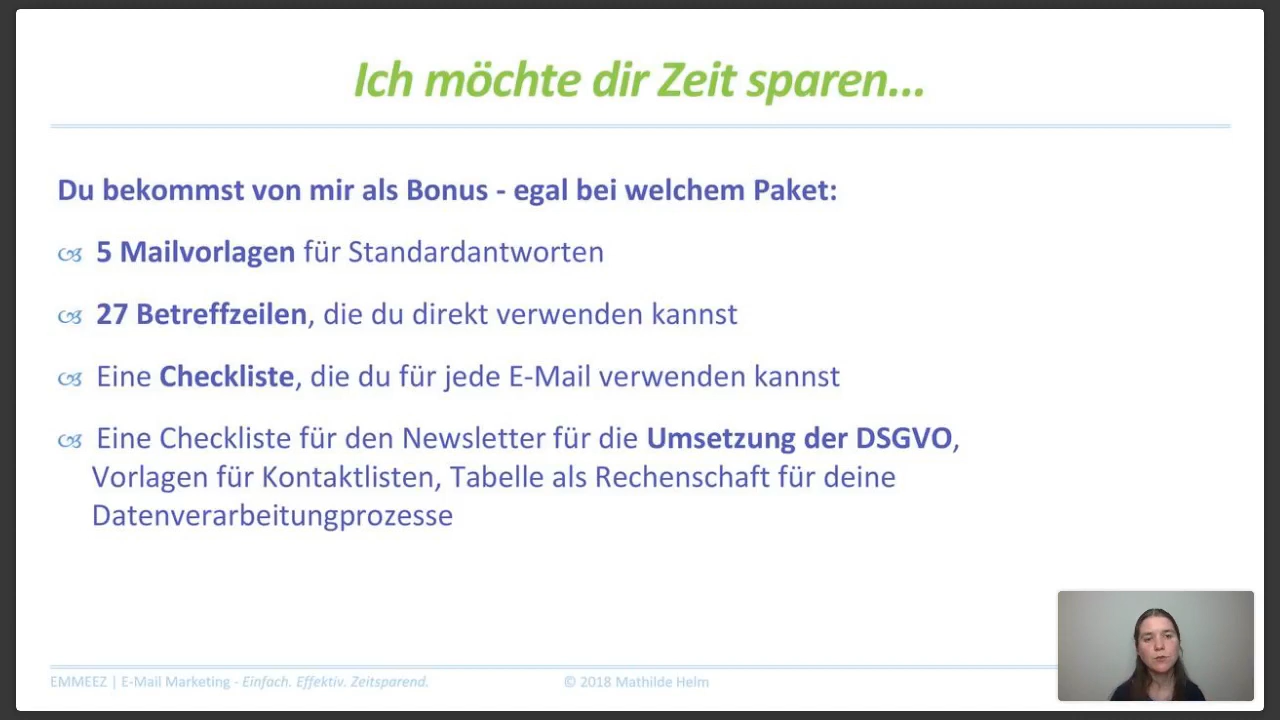 Ich möchte dir Zeit sparen...
Du bekommst von mir als Bonus - egal bei welchem Paket:
5 Mailvorlagen für Standardantworten
27 Betreffzeilen, die du direkt verwenden kannst
Eine Checkliste, die du für jede E-Mail verwenden kannst
Eine Checkliste für den Newsletter für die Umsetzung der DSGVO,
Vorlagen für Kontaktlisten, Tabelle als Rechenschaft für deine
Datenverarbeitungprozesse
EMMEEZ | E-Mail Marketing - Einfach. Effektiv. Zeitsparend. © 2018 Mathilde Helm